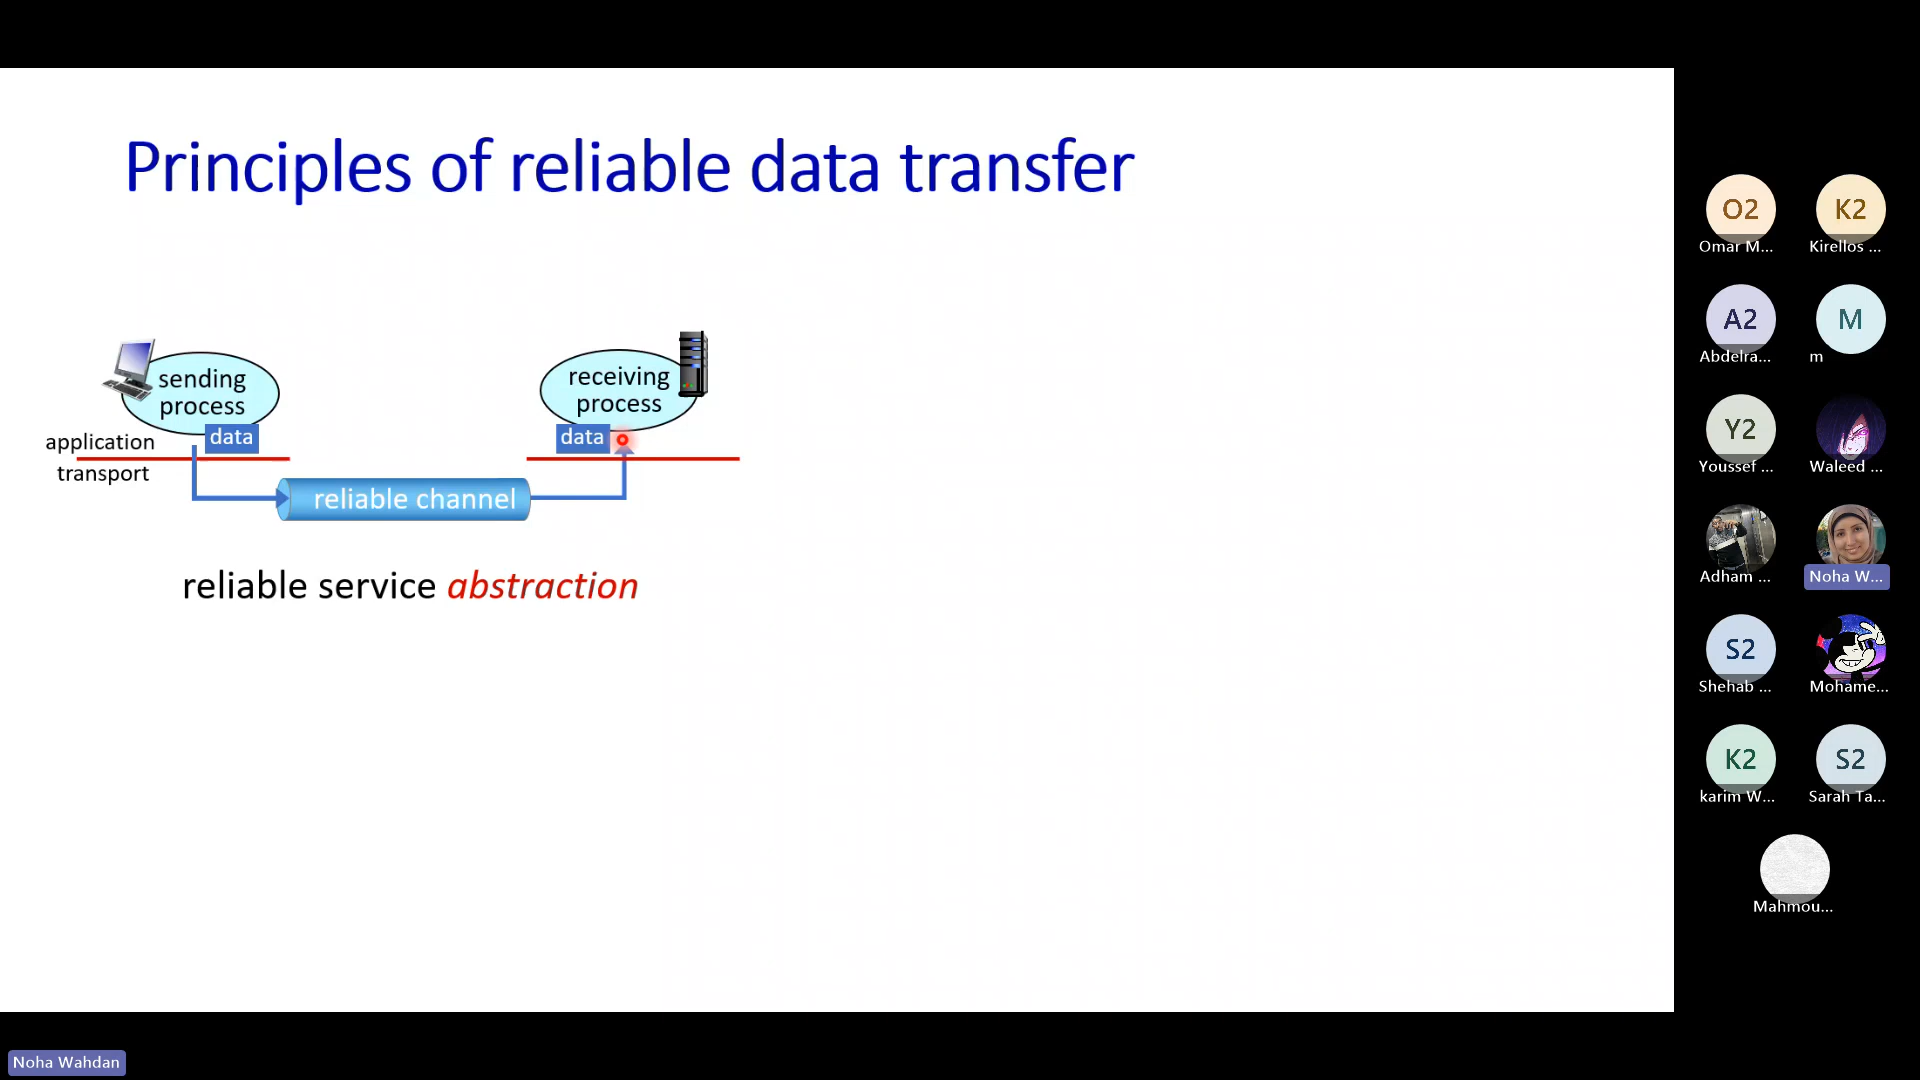 Principles of reliable data transfer
sending
process
receiving
process
data
data
application
transport
reliable channel
reliable service abstraction
O2
Omar M...
K2
Kirellos ...
A2
Abdelra...
M
m
Y2
Youssef ...
Waleed ...
Adham ...
Noha W...
S2
Shehab ...
Mohame...
K2
karim W...
S2
Sarah Ta...
Mahmou...
Noha Wahdan